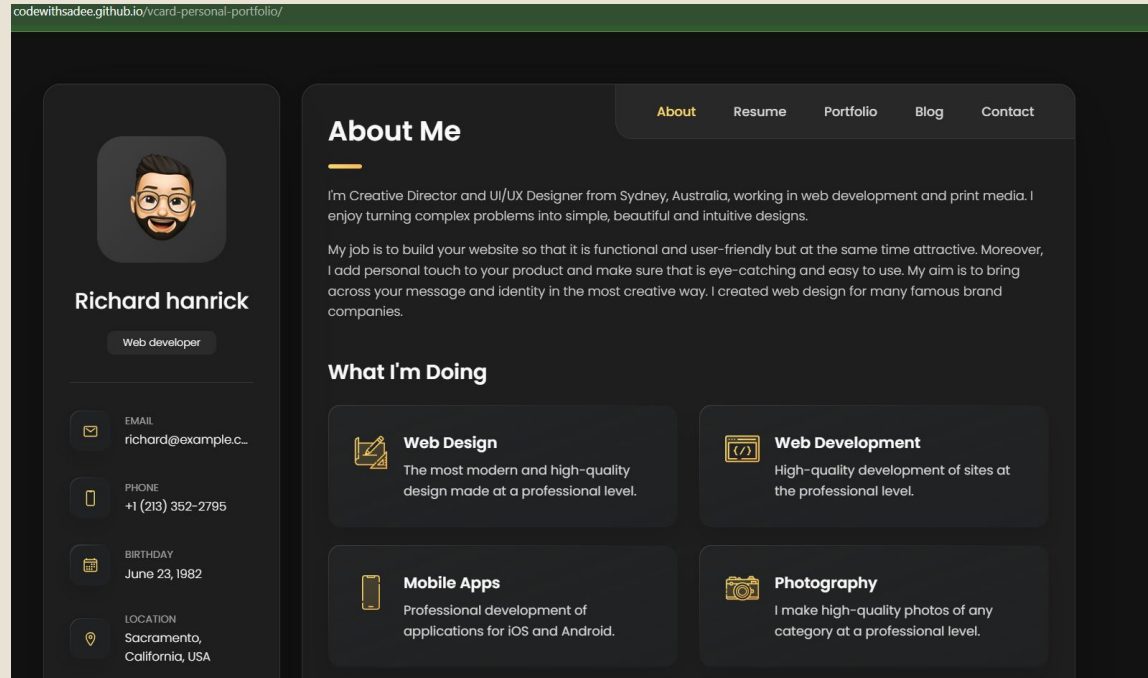 codewithsadee.github.io/vcard-personal-portfolio/
Richard hanrick
Web developer
EMAIL
richard@example.c...
PHONE
+1 (213) 352-2795
BIRTHDAY
June 23, 1982
LOCATION
Sacramento,
California, USA
About Resume Portfolio Blog Contact
About Me
I'm Creative Director and UI/UX Designer from Sydney, Australia, working in web development and print media. I
enjoy turning complex problems into simple, beautiful and intuitive designs.
My job is to build your website so that it is functional and user-friendly but at the same time attractive. Moreover,
I add personal touch to your product and make sure that is eye-catching and easy to use. My aim is to bring
across your message and identity in the most creative way. I created web design for many famous brand
companies.
What I'm Doing
Web Design
The most modern and high-quality
design made at a professional level.
Web Development
High-quality development of sites at
the professional level.
Mobile Apps
Professional development of
applications for iOS and Android.
Photography
I make high-quality photos of any
category at a professional level.